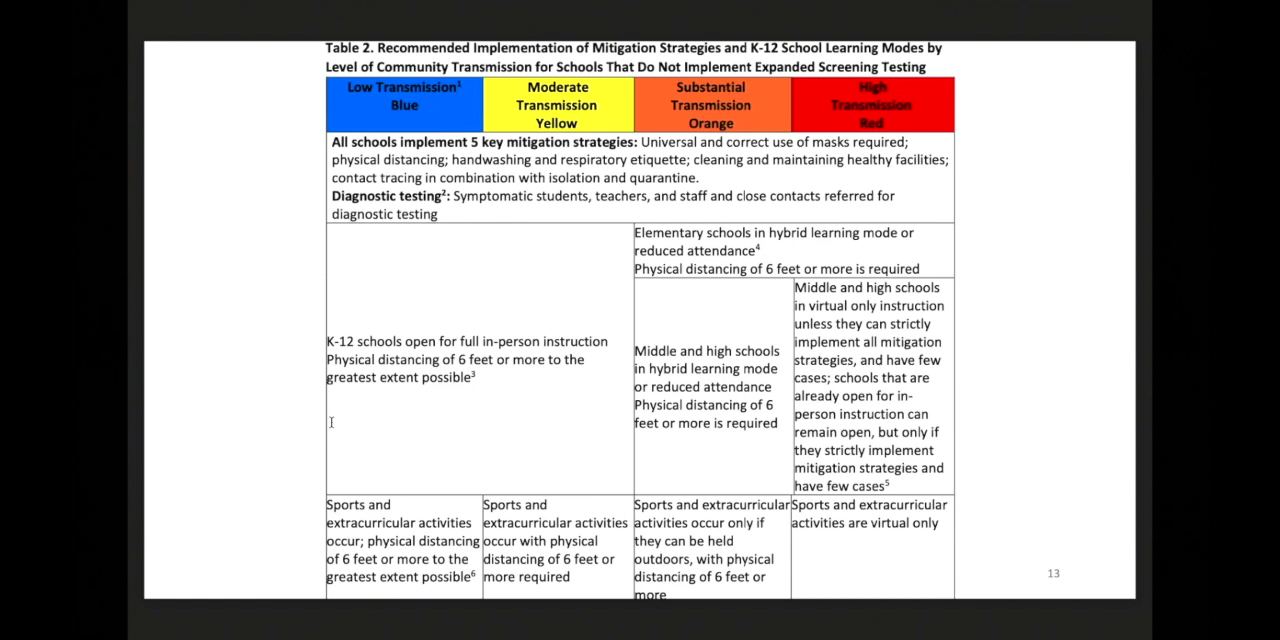 Table 2. Recommended Implementation of Mitigation Strategies and K-12 School Learning Modes by
Level of Community Transmission for Schools That Do Not Implement Expanded Screening Testing
Low Transmission¹
Blue
Moderate
Transmission
Yellow
Substantial
Transmission
Orange
High
Transmission
Red
All schools implement 5 key mitigation strategies: Universal and correct use of masks required;
physical distancing; handwashing and respiratory etiquette; cleaning and maintaining healthy facilities;
contact tracing in combination with isolation and quarantine.
Diagnostic testing²: Symptomatic students, teachers, and staff and close contacts referred for
diagnostic testing
K-12 schools open for full in-person instruction
Physical distancing of 6 feet or more to the
greatest extent possible³
Elementary schools in hybrid learning mode or
reduced attendance⁴
Physical distancing of 6 feet or more is required
Middle and high schools
in hybrid learning mode
or reduced attendance
Physical distancing of 6
feet or more is required
Middle and high schools
in virtual only instruction
unless they can strictly
implement all mitigation
strategies, and have few
cases; schools that are
already open for in-
person instruction can
remain open, but only if
they strictly implement
mitigation strategies and
have few cases⁵
Sports and
extracurricular activities
occur; physical distancing
of 6 feet or more to the
greatest extent possible⁶
Sports and
extracurricular activities
occur with physical
distancing of 6 feet or
more required
Sports and extracurricular
activities occur only if
they can be held
outdoors, with physical
distancing of 6 feet or
more
Sports and extracurricular
activities are virtual only
13